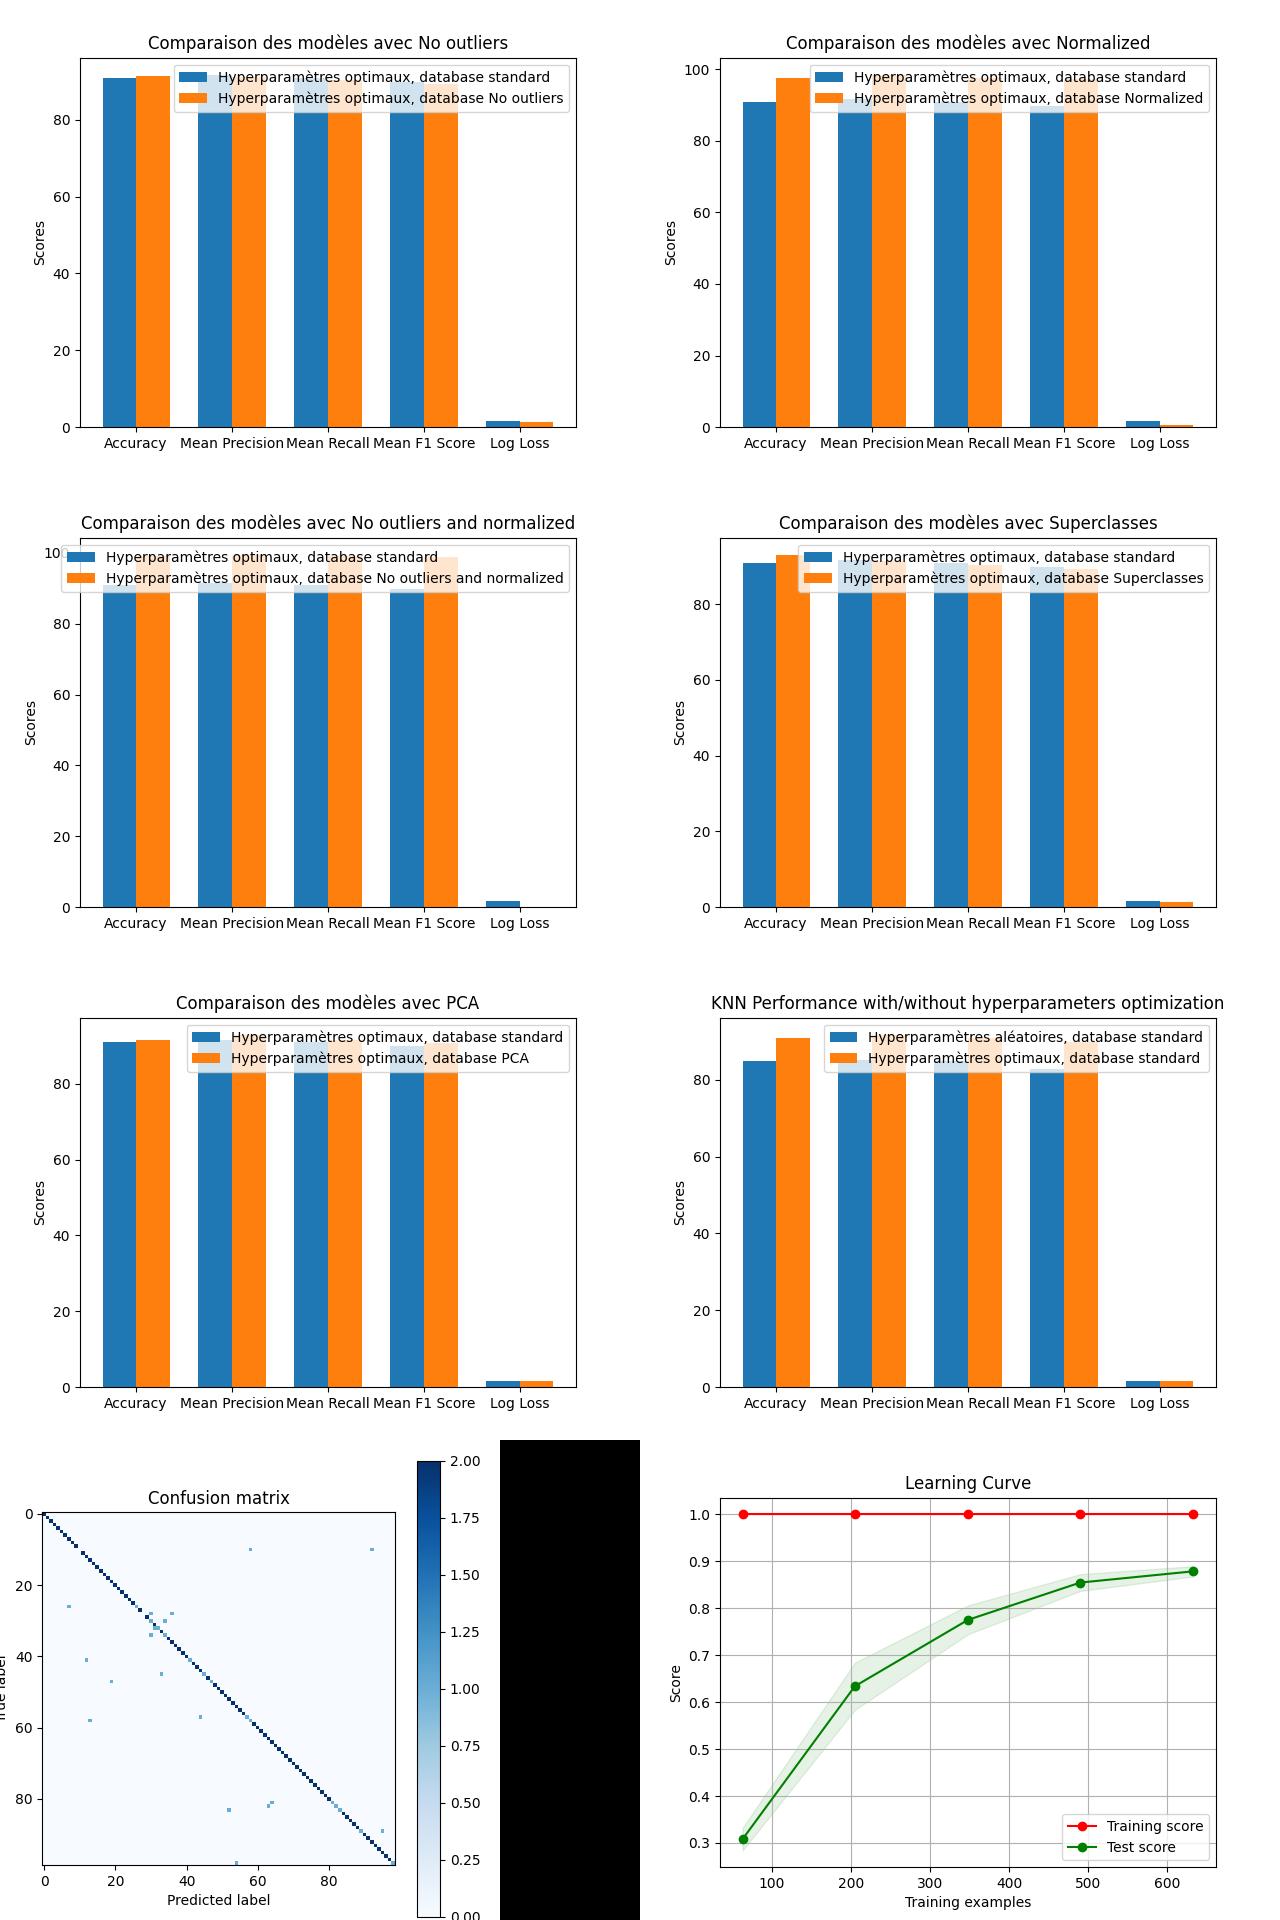 Comparaison des modèles avec No outliers
Hyperparamètres optimaux, database standard
Hyperparamètres optimaux, database No outliers
Scores
80
60
40
20
0
Accuracy Mean Precision Mean Recall Mean F1 Score Log Loss
Comparaison des modèles avec Normalized
Hyperparamètres optimaux, database standard
Hyperparamètres optimaux, database Normalized
Scores
100
80
60
40
20
0
Accuracy Mean Precision Mean Recall Mean F1 Score Log Loss
Comparaison des modèles avec No outliers and normalized
Hyperparamètres optimaux, database standard
Hyperparamètres optimaux, database No outliers and normalized
Scores
100
80
60
40
20
0
Accuracy Mean Precision Mean Recall Mean F1 Score Log Loss
Comparaison des modèles avec Superclasses
Hyperparamètres optimaux, database standard
Hyperparamètres optimaux, database Superclasses
Scores
80
60
40
20
0
Accuracy Mean Precision Mean Recall Mean F1 Score Log Loss
Comparaison des modèles avec PCA
Hyperparamètres optimaux, database standard
Hyperparamètres optimaux, database PCA
Scores
80
60
40
20
0
Accuracy Mean Precision Mean Recall Mean F1 Score Log Loss
KNN Performance with/without hyperparameters optimization
Hyperparamètres aléatoires, database standard
Hyperparamètres optimaux, database standard
Scores
80
60
40
20
0
Accuracy Mean Precision Mean Recall Mean F1 Score Log Loss
Confusion matrix
True label
0
20
40
60
80
0 20 40 60 80
Predicted label
2.00
1.75
1.50
1.25
1.00
0.75
0.50
0.25
0.00
Learning Curve
Score
1.0
0.9
0.8
0.7
0.6
0.5
0.4
0.3
Training score
Test score
100 200 300 400 500 600
Training examples